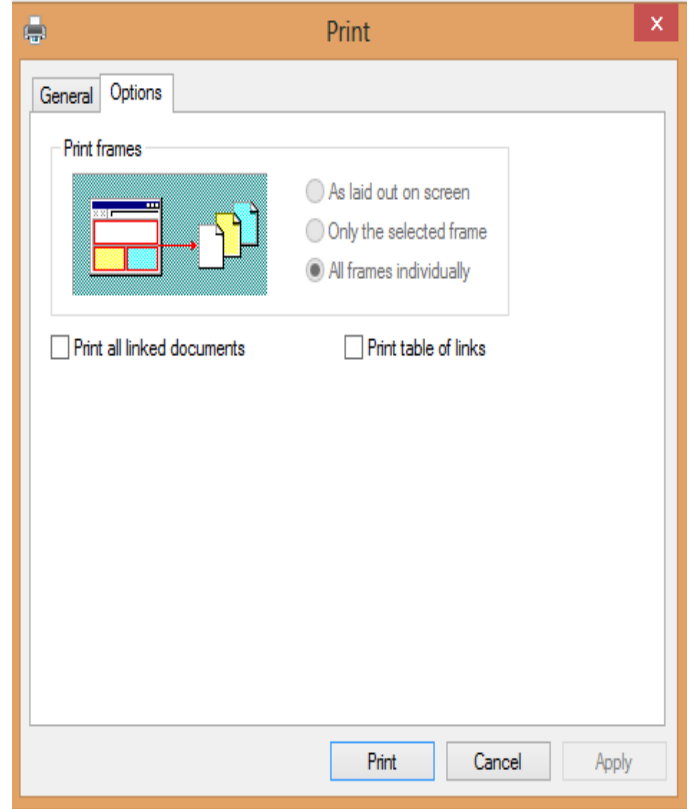 Print
General Options
Print frames
As laid out on screen
Only the selected frame
All frames individually
Print all linked documents Print table of links
Print Cancel Apply